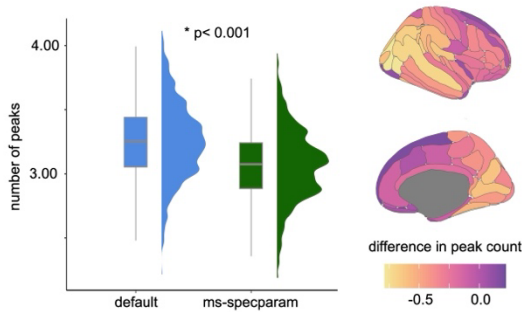 * p< 0.001
4.00
number of peaks
3.00
default
ms-specparam
difference in peak count
-0.5
0.0